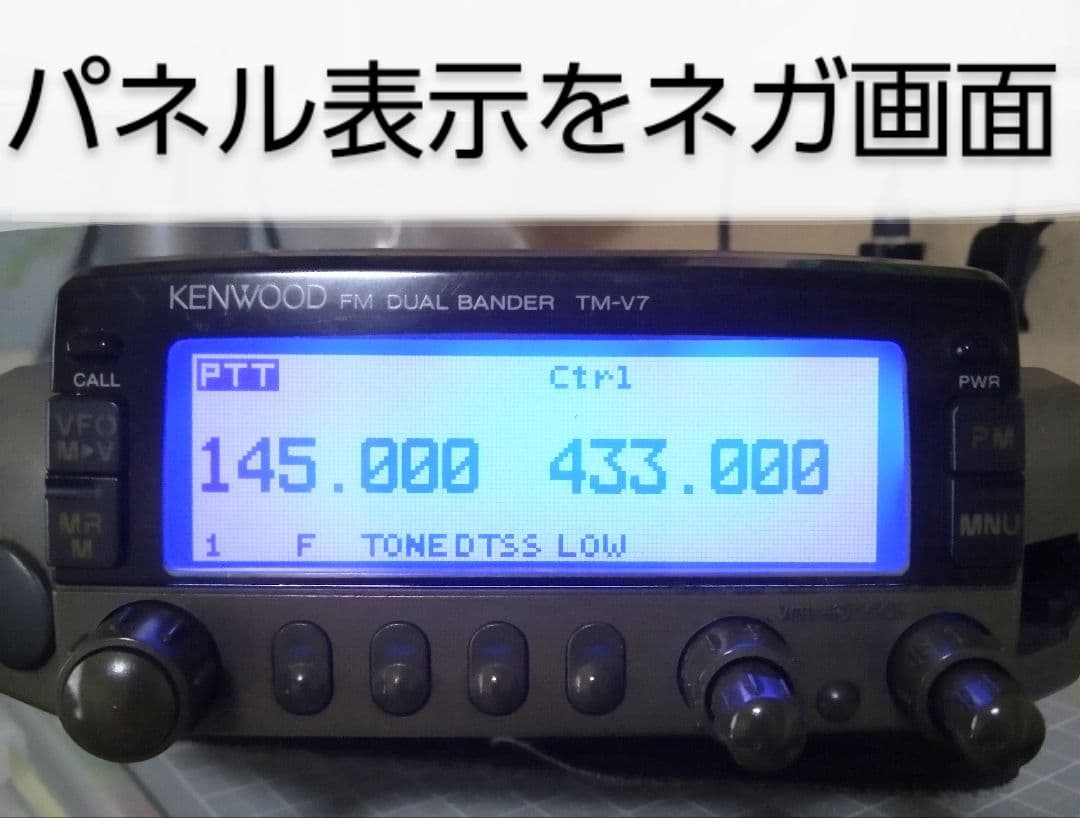 パネル表示をネガ画面
KENWOOD FM DUAL BANDER TM-V7
PTT Ctrl
CALL PWR
VFO PM
M▶V
145.000 433.000
MR MNU
M
1 F TONE DTSS LOW